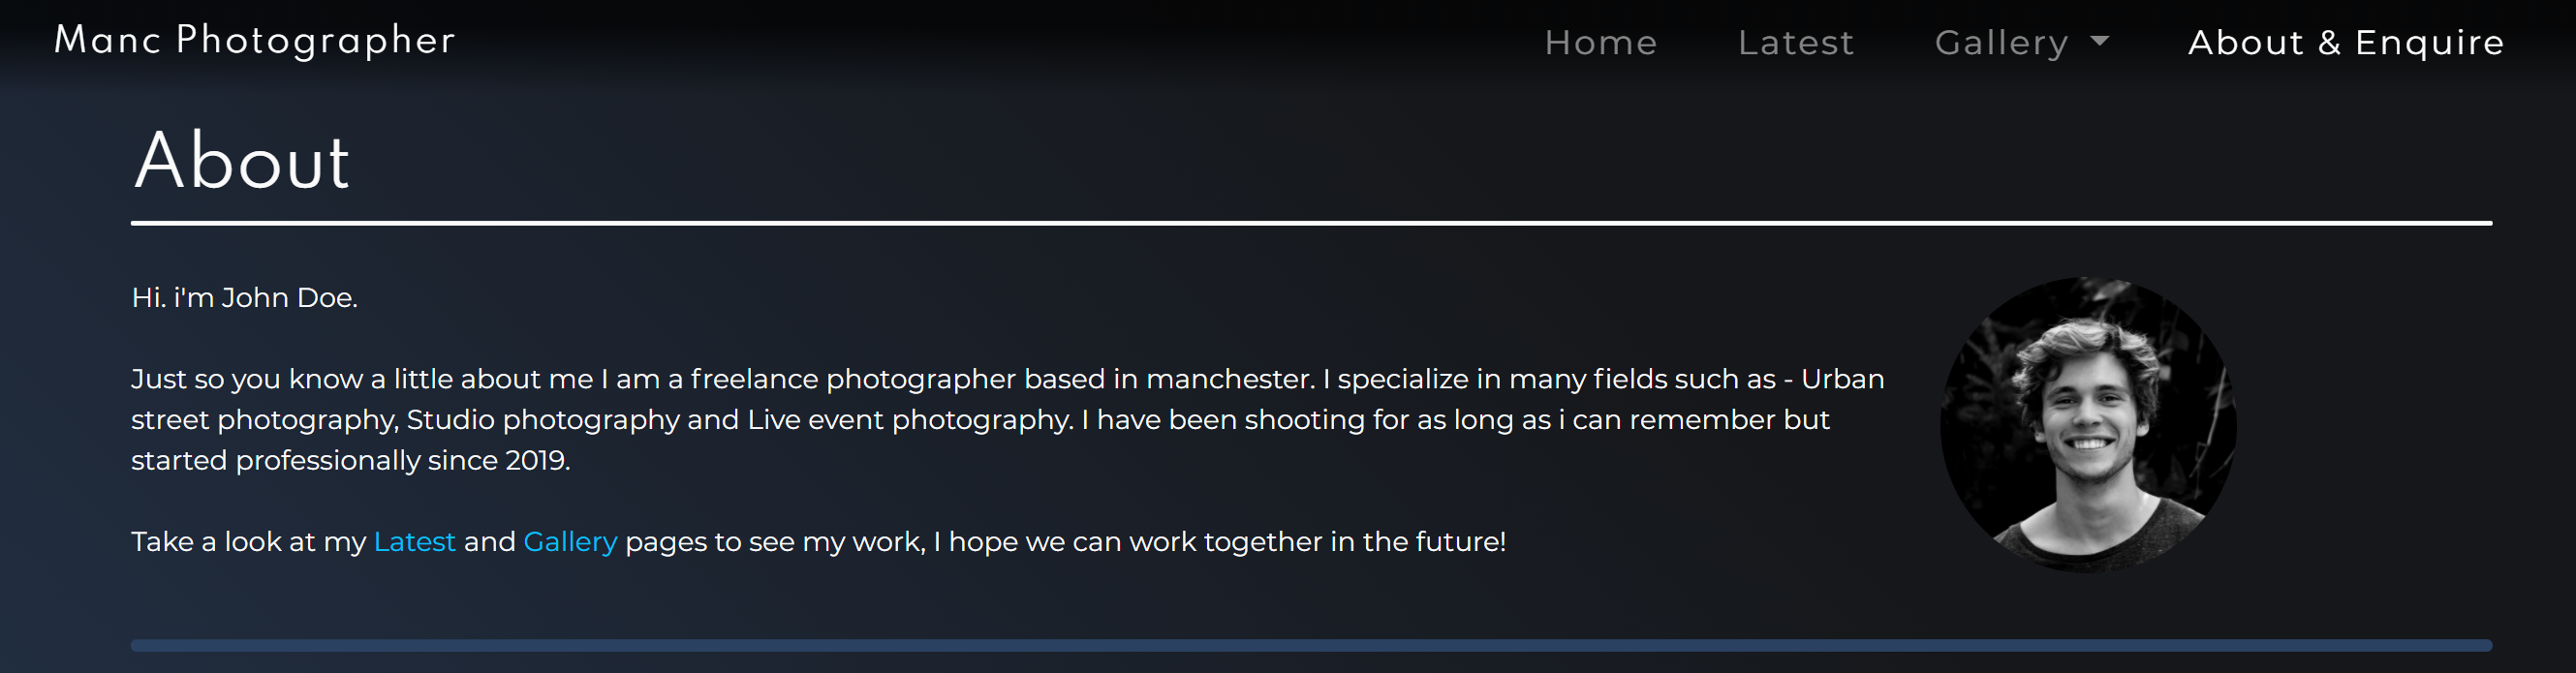 Manc Photographer
Home Latest Gallery About & Enquire
About
Hi. i'm John Doe.
Just so you know a little about me I am a freelance photographer based in manchester. I specialize in many fields such as - Urban
street photography, Studio photography and Live event photography. I have been shooting for as long as i can remember but
started professionally since 2019.
Take a look at my Latest and Gallery pages to see my work, I hope we can work together in the future!